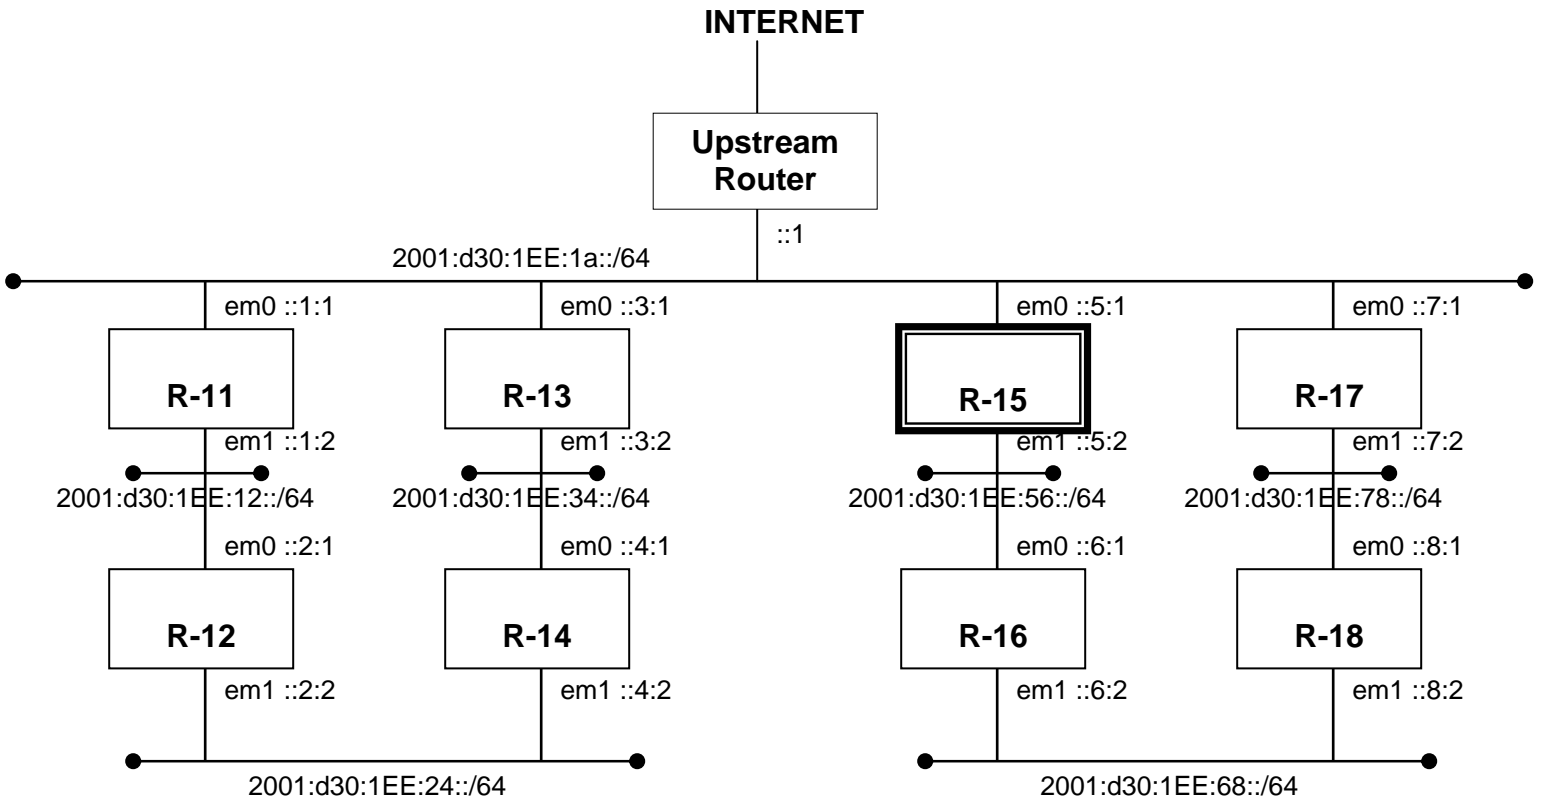 INTERNET
Upstream
Router
::1
2001:d30:1EE:1a::/64
em0 ::1:1
em0 ::3:1
em0 ::5:1
em0 ::7:1
R-11
R-13
R-15
R-17
em1 ::1:2
em1 ::3:2
em1 ::5:2
em1 ::7:2
2001:d30:1EE:12::/64
2001:d30:1EE:34::/64
2001:d30:1EE:56::/64
2001:d30:1EE:78::/64
em0 ::2:1
em0 ::4:1
em0 ::6:1
em0 ::8:1
R-12
R-14
R-16
R-18
em1 ::2:2
em1 ::4:2
em1 ::6:2
em1 ::8:2
2001:d30:1EE:24::/64
2001:d30:1EE:68::/64